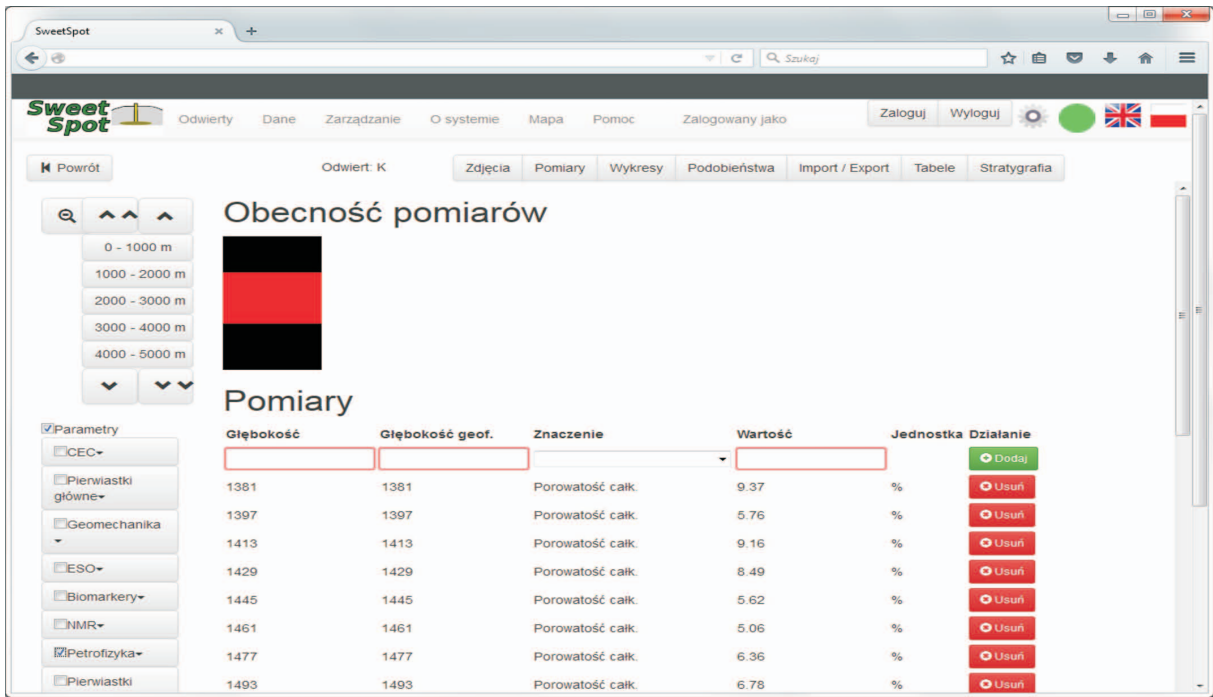 SweetSpot
Szukaj
Sweet Spot
Odwierty Dane Zarządzanie O systemie Mapa Pomoc Zalogowany jako Zaloguj Wyloguj
Powrót Odwiert: K Zdjęcia Pomiary Wykresy Podobieństwa Import / Export Tabele Stratygrafia
Obecność pomiarów
0 - 1000 m
1000 - 2000 m
2000 - 3000 m
3000 - 4000 m
4000 - 5000 m
Pomiary
Parametry
CEC
Pierwiastki
główne
Geomechanika
ESO
Biomarkery
NMR
Petrofizyka
Pierwiastki
Głębokość Głębokość geof. Znaczenie Wartość Jednostka Działanie
Dodaj
1381 1381 Porowatość całk. 9.37 % Usuń
1397 1397 Porowatość całk. 5.76 % Usuń
1413 1413 Porowatość całk. 9.16 % Usuń
1429 1429 Porowatość całk. 8.49 % Usuń
1445 1445 Porowatość całk. 5.62 % Usuń
1461 1461 Porowatość całk. 5.06 % Usuń
1477 1477 Porowatość całk. 6.36 % Usuń
1493 1493 Porowatość całk. 6.78 % Usuń